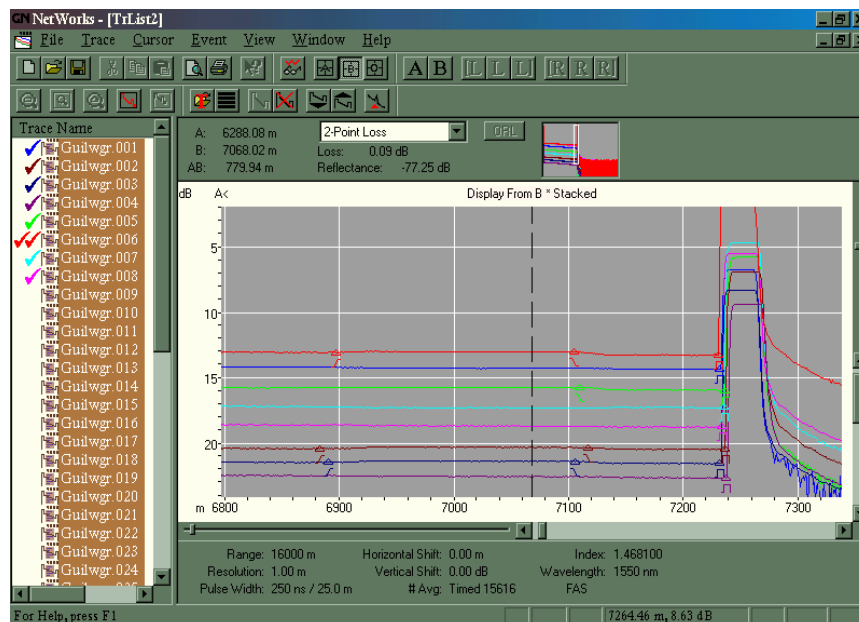 GN NetWorks - [TrList2]
File Trace Cursor Event View Window Help
A B L L L R R R
Trace Name
Guilwgr.001
Guilwgr.002
Guilwgr.003
Guilwgr.004
Guilwgr.005
Guilwgr.006
Guilwgr.007
Guilwgr.008
Guilwgr.009
Guilwgr.010
Guilwgr.011
Guilwgr.012
Guilwgr.013
Guilwgr.014
Guilwgr.015
Guilwgr.016
Guilwgr.017
Guilwgr.018
Guilwgr.019
Guilwgr.020
Guilwgr.021
Guilwgr.022
Guilwgr.023
Guilwgr.024
A: 6288.08 m 2-Point Loss ORL
B: 7068.02 m Loss: 0.09 dB
AB: 779.94 m Reflectance: -77.25 dB
dB A< Display From B * Stacked
5
10
15
20
m 6800 6900 7000 7100 7200 7300
Range: 16000 m Horizontal Shift: 0.00 m Index: 1.468100
Resolution: 1.00 m Vertical Shift: 0.00 dB Wavelength: 1550 nm
Pulse Width: 250 ns / 25.0 m # Avg: Timed 15616 FAS
For Help, press F1 7264.46 m, 8.63 dB